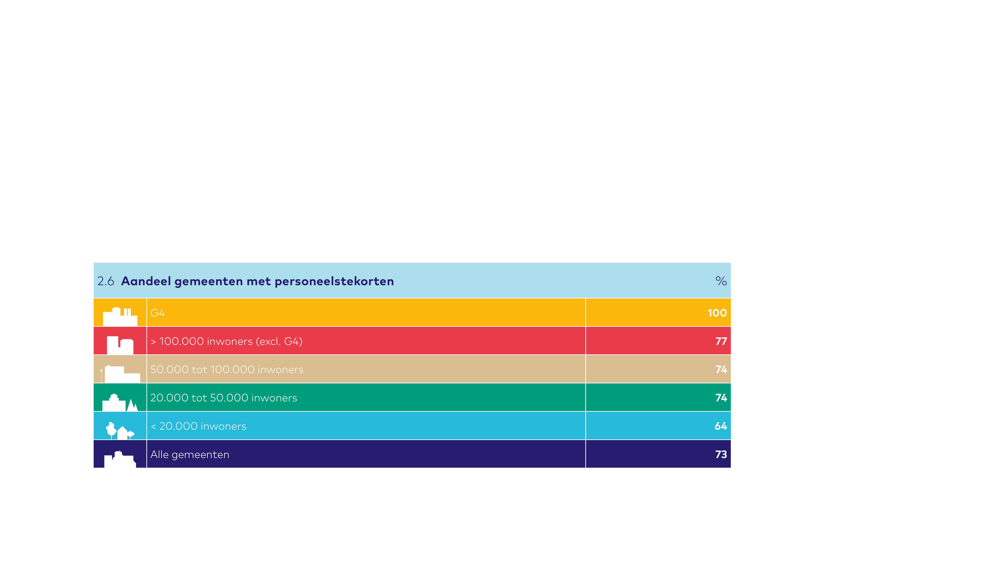 2.6 Aandeel gemeenten met personeelstekorten %
G4 100
> 100.000 inwoners (excl. G4) 77
50.000 tot 100.000 inwoners 74
20.000 tot 50.000 inwoners 74
< 20.000 inwoners 64
Alle gemeenten 73